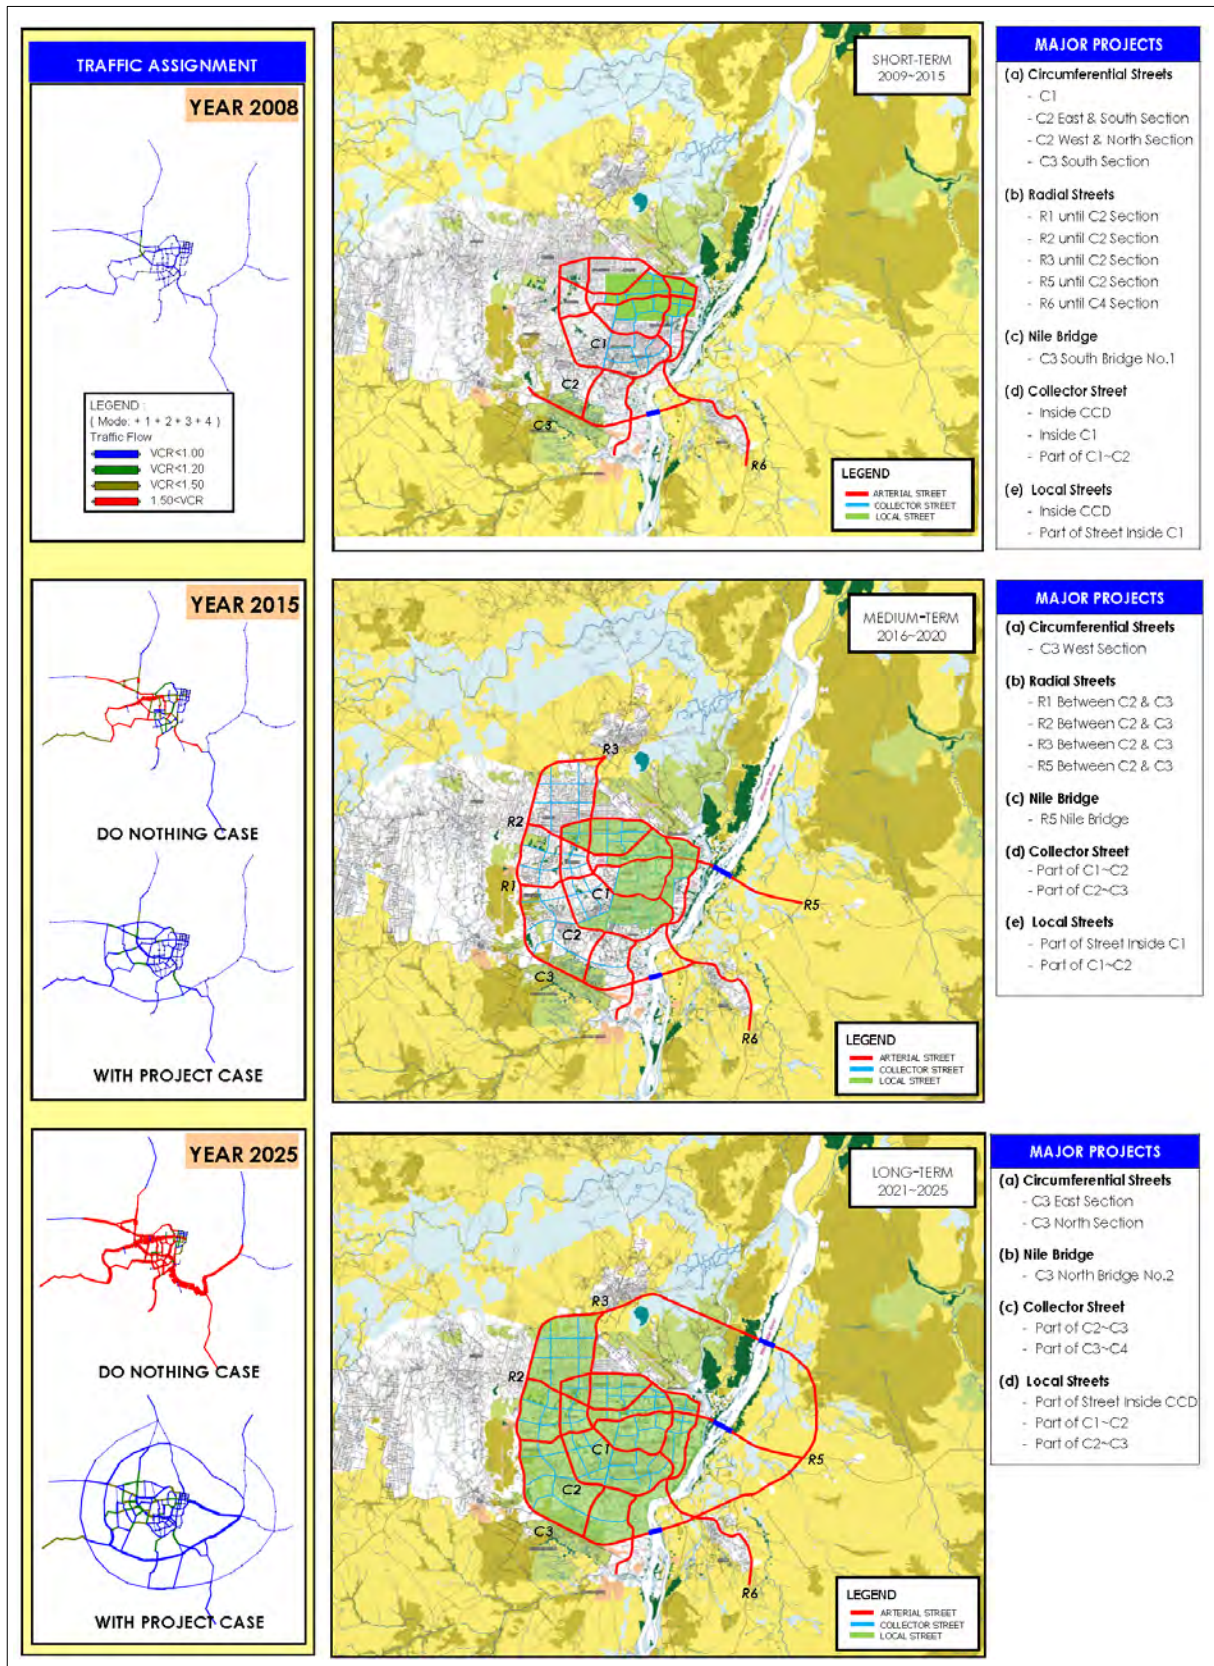 TRAFFIC ASSIGNMENT
YEAR 2008
LEGEND :
( Mode: + 1 + 2 + 3 + 4 )
Traffic Flow
VCR<1.00
VCR<1.20
VCR<1.50
1.50<VCR
YEAR 2015
DO NOTHING CASE
WITH PROJECT CASE
YEAR 2025
DO NOTHING CASE
WITH PROJECT CASE
SHORT-TERM
2009~2015
C1
C2
C3
R6
LEGEND
ARTERIAL STREET
COLLECTOR STREET
LOCAL STREET
MAJOR PROJECTS
(a) Circumferential Streets
- C1
- C2 East & South Section
- C2 West & North Section
- C3 South Section
(b) Radial Streets
- R1 until C2 Section
- R2 until C2 Section
- R3 until C2 Section
- R5 until C2 Section
- R6 until C4 Section
(c) Nile Bridge
- C3 South Bridge No.1
(d) Collector Street
- Inside CCD
- Inside C1
- Part of C1~C2
(e) Local Streets
- Inside CCD
- Part of Street Inside C1
MEDIUM-TERM
2016~2020
R3
R2
R1
C1
R5
C2
C3
R6
LEGEND
ARTERIAL STREET
COLLECTOR STREET
LOCAL STREET
MAJOR PROJECTS
(a) Circumferential Streets
- C3 West Section
(b) Radial Streets
- R1 Between C2 & C3
- R2 Between C2 & C3
- R3 Between C2 & C3
- R5 Between C2 & C3
(c) Nile Bridge
- R5 Nile Bridge
(d) Collector Street
- Part of C1~C2
- Part of C2~C3
(e) Local Streets
- Part of Street Inside C1
- Part of C1~C2
LONG-TERM
2021~2025
R3
R2
C1
R5
C2
C3
R6
LEGEND
ARTERIAL STREET
COLLECTOR STREET
LOCAL STREET
MAJOR PROJECTS
(a) Circumferential Streets
- C3 East Section
- C3 North Section
(b) Nile Bridge
- C3 North Bridge No.2
(c) Collector Street
- Part of C2~C3
- Part of C3~C4
(d) Local Streets
- Part of Street Inside CCD
- Part of C1~C2
- Part of C2~C3